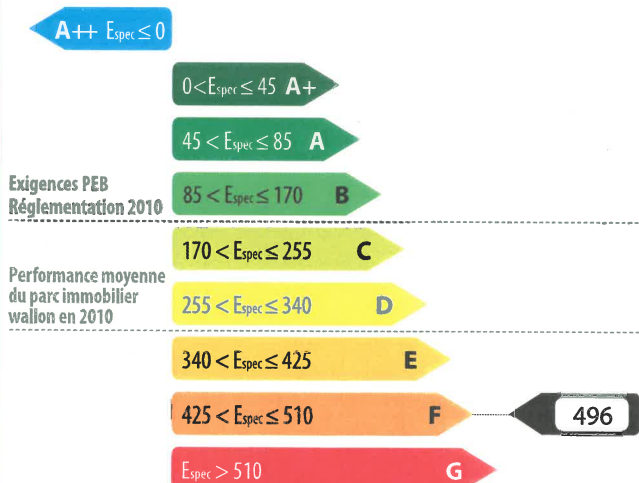 A++ Espec ≤ 0
0<Espec ≤ 45 A+
45 < Espec ≤ 85 A
Exigences PEB
Réglementation 2010
85 < Espec ≤ 170 B
170 < Espec ≤ 255 C
Performance moyenne
du parc immobilier
wallon en 2010
255 < Espec ≤ 340 D
340 < Espec ≤ 425 E
425 < Espec ≤ 510 F
496
Espec > 510 G